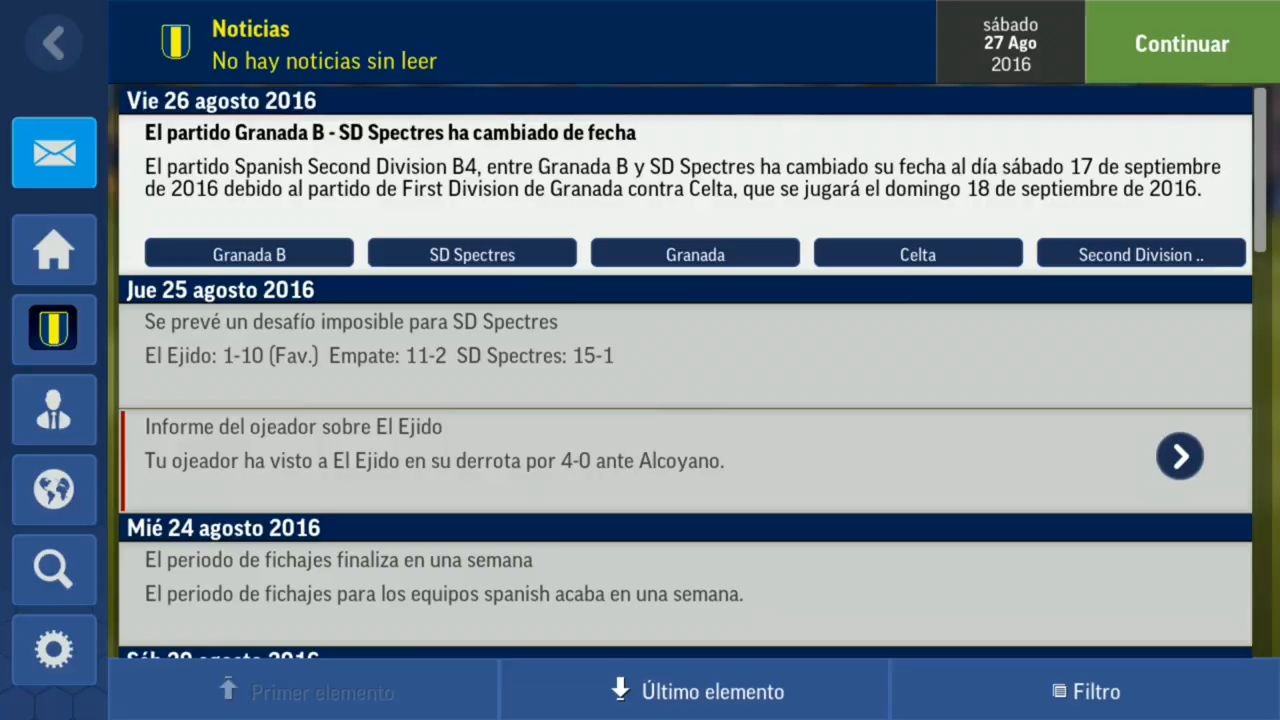 Noticias
No hay noticias sin leer
sábado
27 Ago
2016
Continuar
Vie 26 agosto 2016
El partido Granada B - SD Spectres ha cambiado de fecha
El partido Spanish Second Division B4, entre Granada B y SD Spectres ha cambiado su fecha al día sábado 17 de septiembre
de 2016 debido al partido de First Division de Granada contra Celta, que se jugará el domingo 18 de septiembre de 2016.
Granada B
SD Spectres
Granada
Celta
Second Division ..
Jue 25 agosto 2016
Se prevé un desafío imposible para SD Spectres
El Ejido: 1-10 (Fav.)  Empate: 11-2  SD Spectres: 15-1
Informe del ojeador sobre El Ejido
Tu ojeador ha visto a El Ejido en su derrota por 4-0 ante Alcoyano.
Mié 24 agosto 2016
El periodo de fichajes finaliza en una semana
El periodo de fichajes para los equipos spanish acaba en una semana.
Primer elemento
Último elemento
Filtro